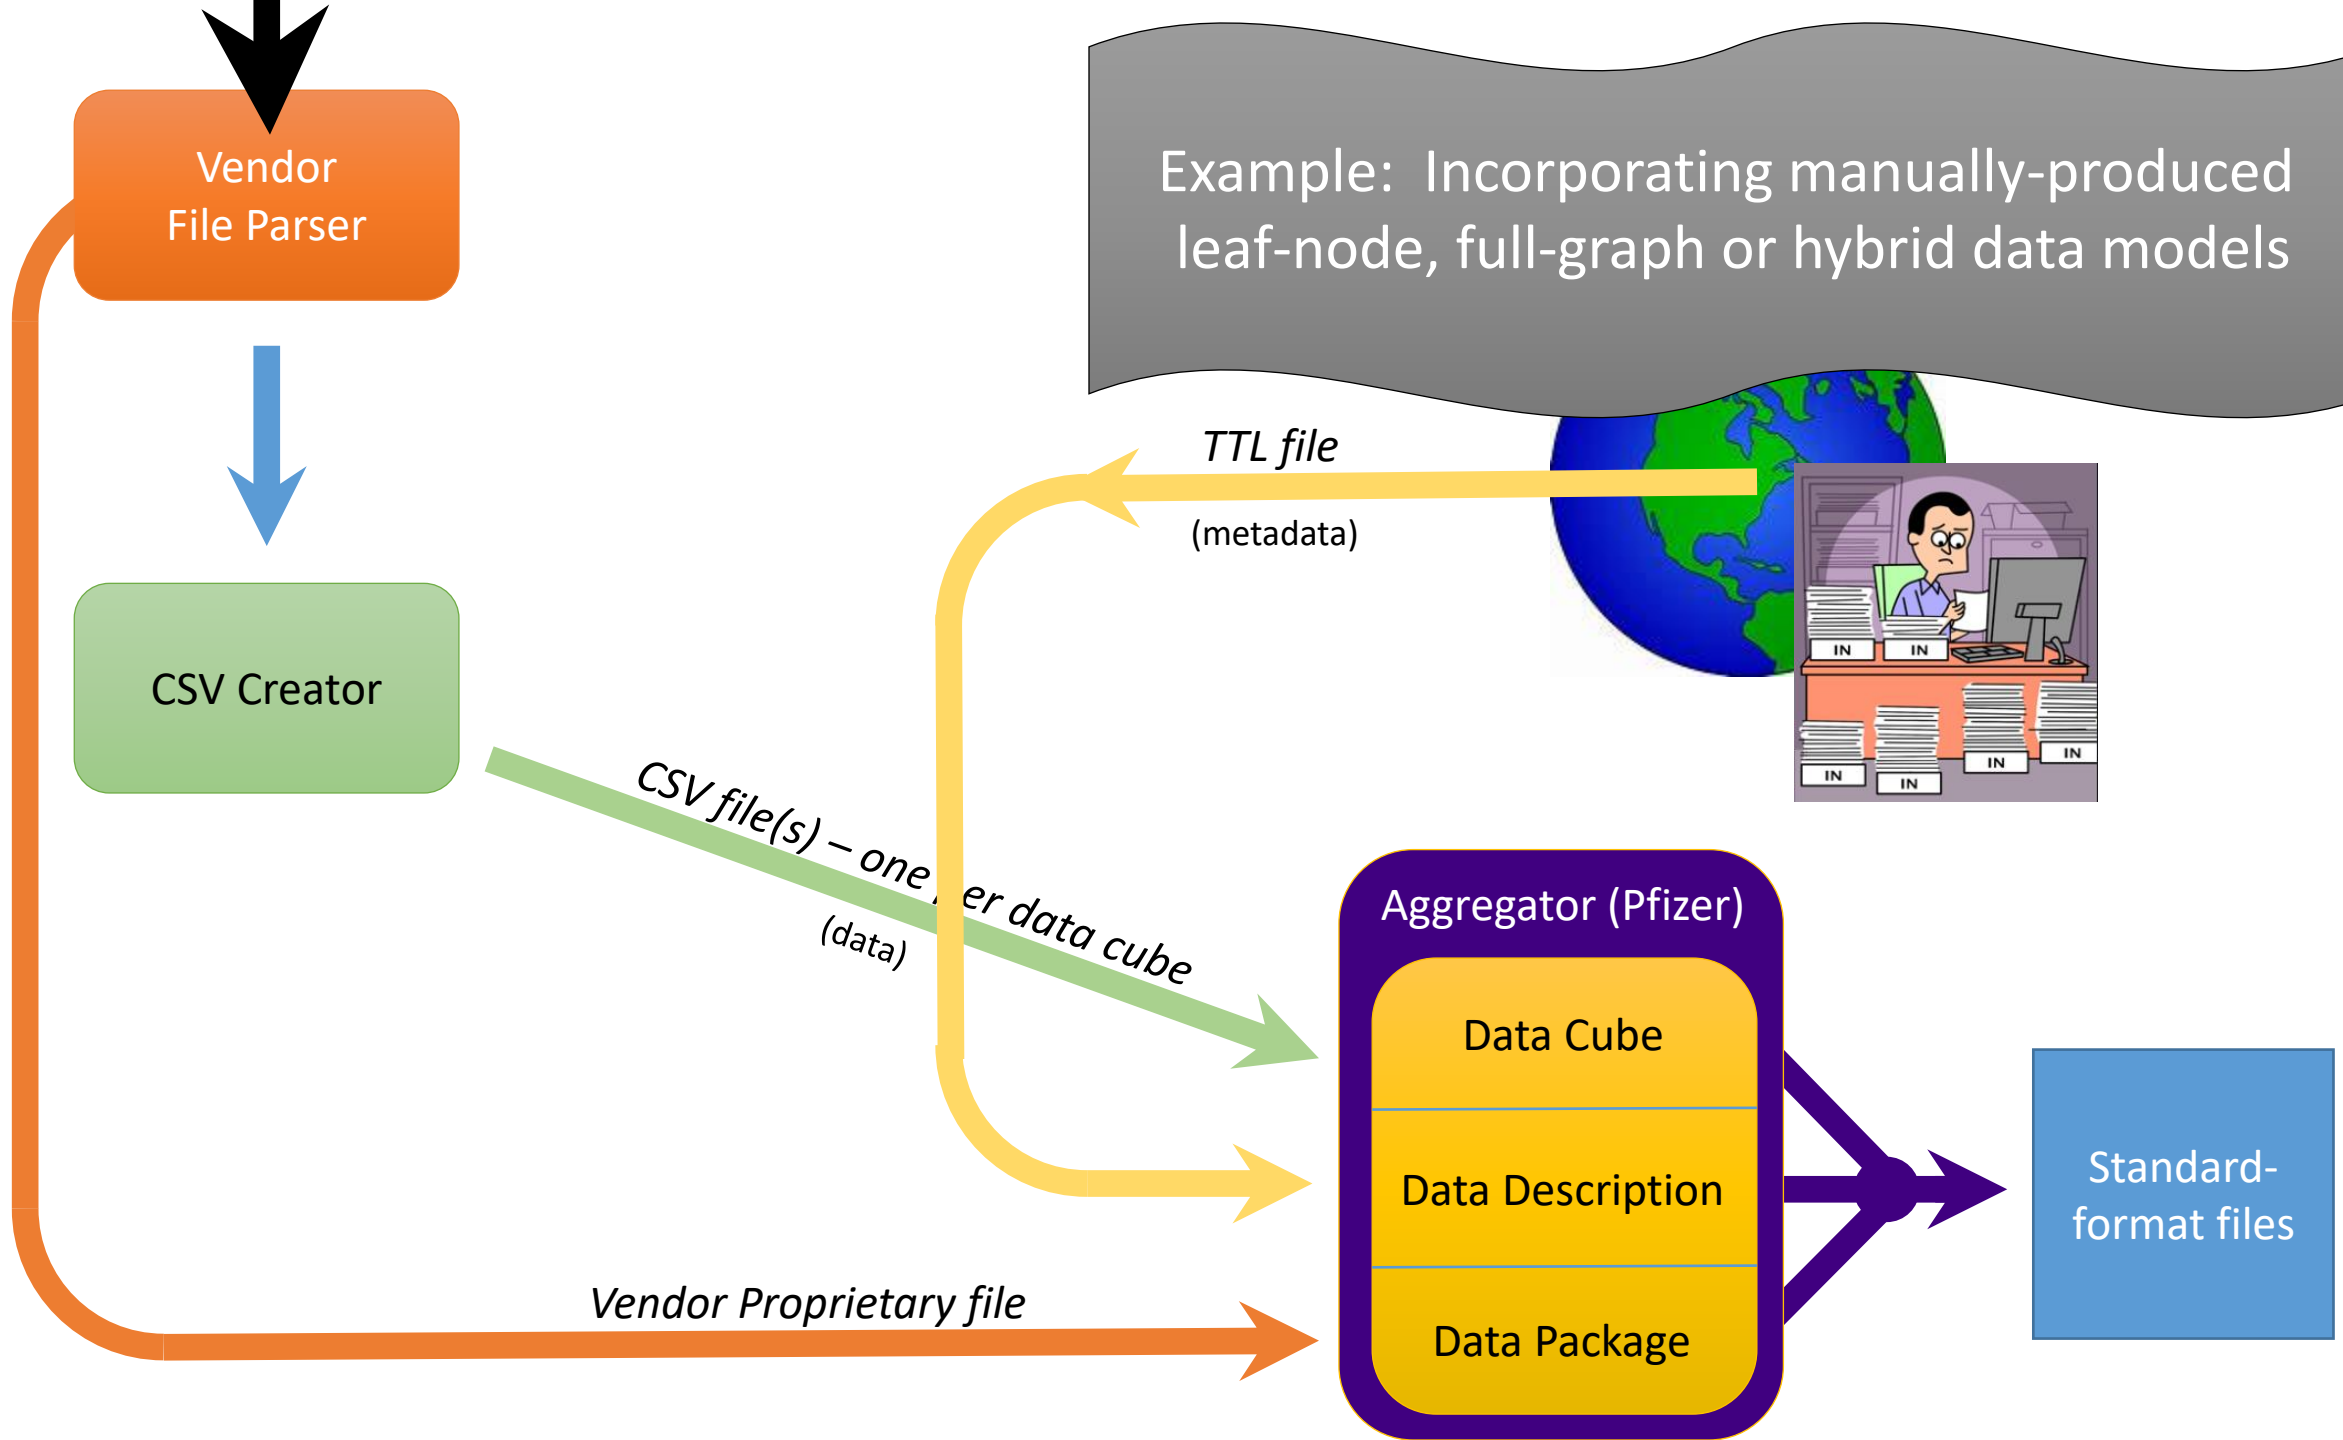 Vendor
File Parser
Example:  Incorporating manually-produced
leaf-node, full-graph or hybrid data models
TTL file
(metadata)
IN
IN
IN
IN
IN
IN
CSV Creator
CSV file(s) – one per data cube
(data)
Aggregator (Pfizer)
Data Cube
Data Description
Data Package
Standard-
format files
Vendor Proprietary file